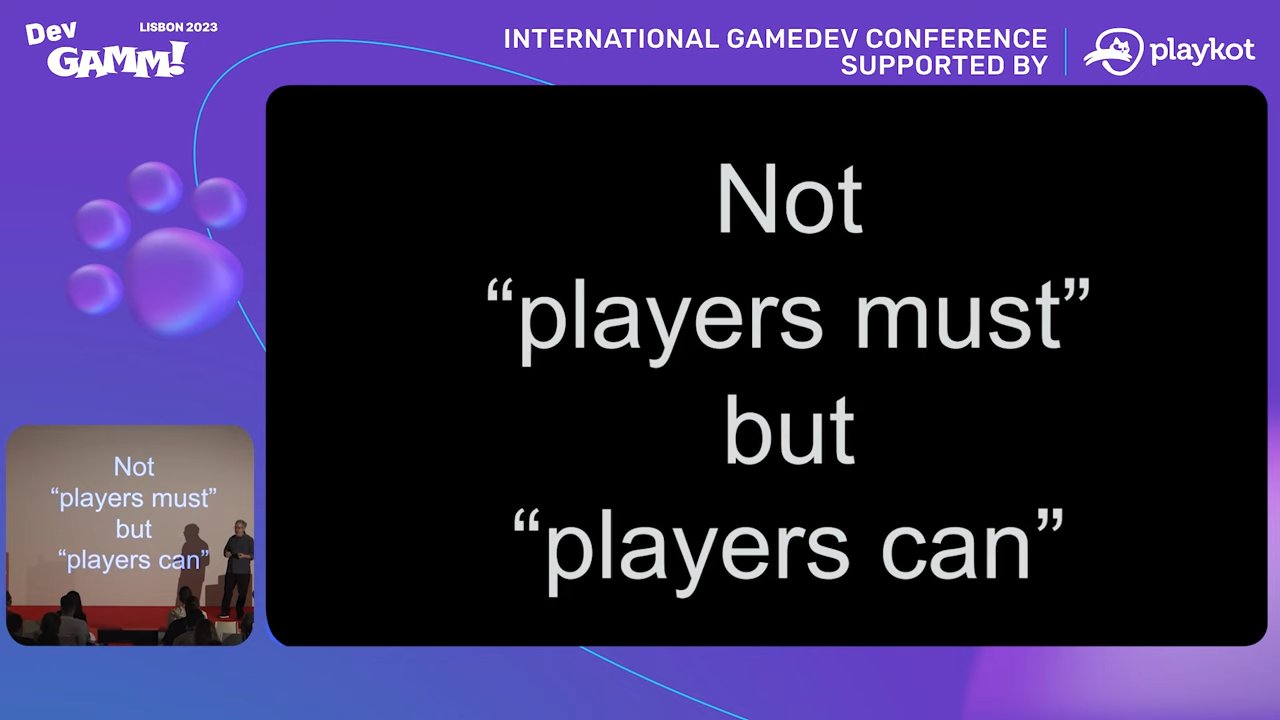 Dev
GAMM!
LISBON 2023
INTERNATIONAL GAMEDEV CONFERENCE
SUPPORTED BY
playkot
Not
“players must”
but
“players can”
Not
“players must”
but
“players can”